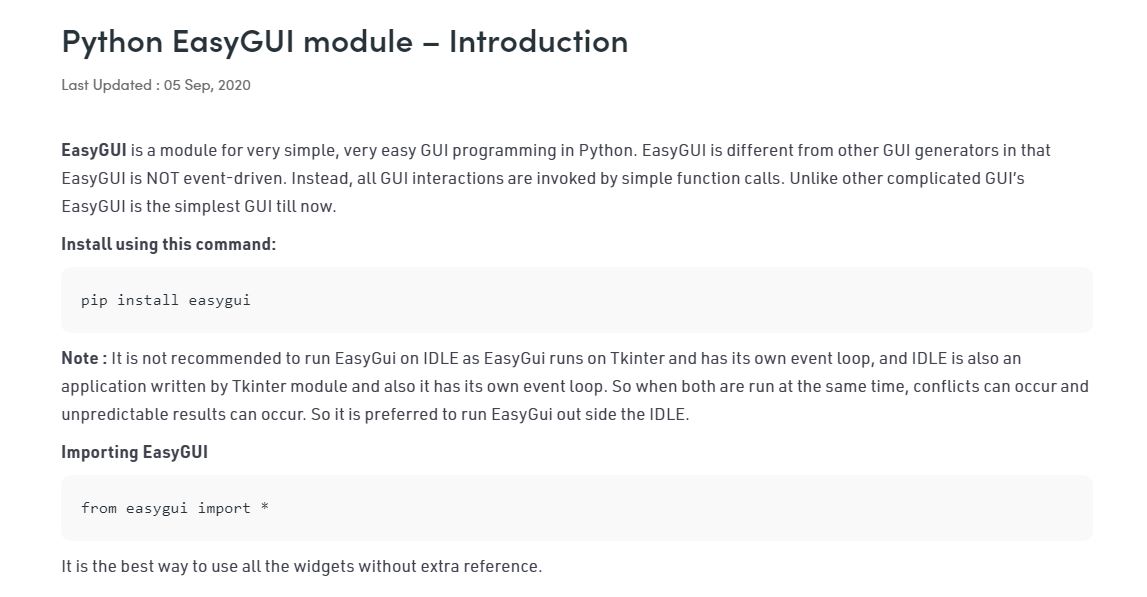 Python EasyGUI module – Introduction
Last Updated : 05 Sep, 2020
EasyGUI is a module for very simple, very easy GUI programming in Python. EasyGUI is different from other GUI generators in that
EasyGUI is NOT event-driven. Instead, all GUI interactions are invoked by simple function calls. Unlike other complicated GUI's
EasyGUI is the simplest GUI till now.
Install using this command:
pip install easygui
Note : It is not recommended to run EasyGui on IDLE as EasyGui runs on Tkinter and has its own event loop, and IDLE is also an
application written by Tkinter module and also it has its own event loop. So when both are run at the same time, conflicts can occur and
unpredictable results can occur. So it is preferred to run EasyGui out side the IDLE.
Importing EasyGUI
from easygui import *
It is the best way to use all the widgets without extra reference.